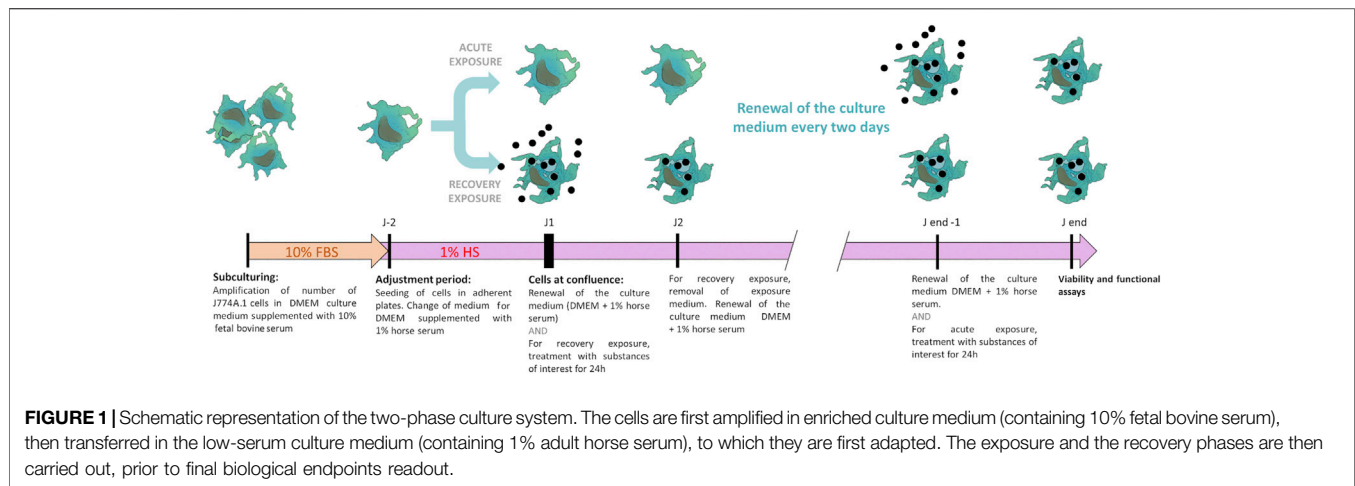 ACUTE
EXPOSURE
Renewal of the culture
medium every two days
RECOVERY
EXPOSURE
J-2
J1
J2
J end -1
J end
10% FBS
1% HS
Subculturing:
Amplification of number of
J774A.1 cells in DMEM culture
medium supplemented with 10%
fetal bovine serum
Adjustment period:
Seeding of cells in adherent
plates. Change of medium for
DMEM supplemented with
1% horse serum
Cells at confluence:
Renewal of the culture
medium (DMEM + 1% horse
serum)
AND
For recovery exposure,
treatment with substances
of interest for 24h
For recovery exposure,
removal of exposure
medium. Renewal of the
culture medium DMEM
+ 1% horse serum
Renewal of the culture
medium DMEM + 1% horse
serum.
AND
For acute exposure,
treatment with substances of
interest for 24h
Viability and functional
assays
FIGURE 1 | Schematic representation of the two-phase culture system. The cells are first amplified in enriched culture medium (containing 10% fetal bovine serum),
then transferred in the low-serum culture medium (containing 1% adult horse serum), to which they are first adapted. The exposure and the recovery phases are then
carried out, prior to final biological endpoints readout.